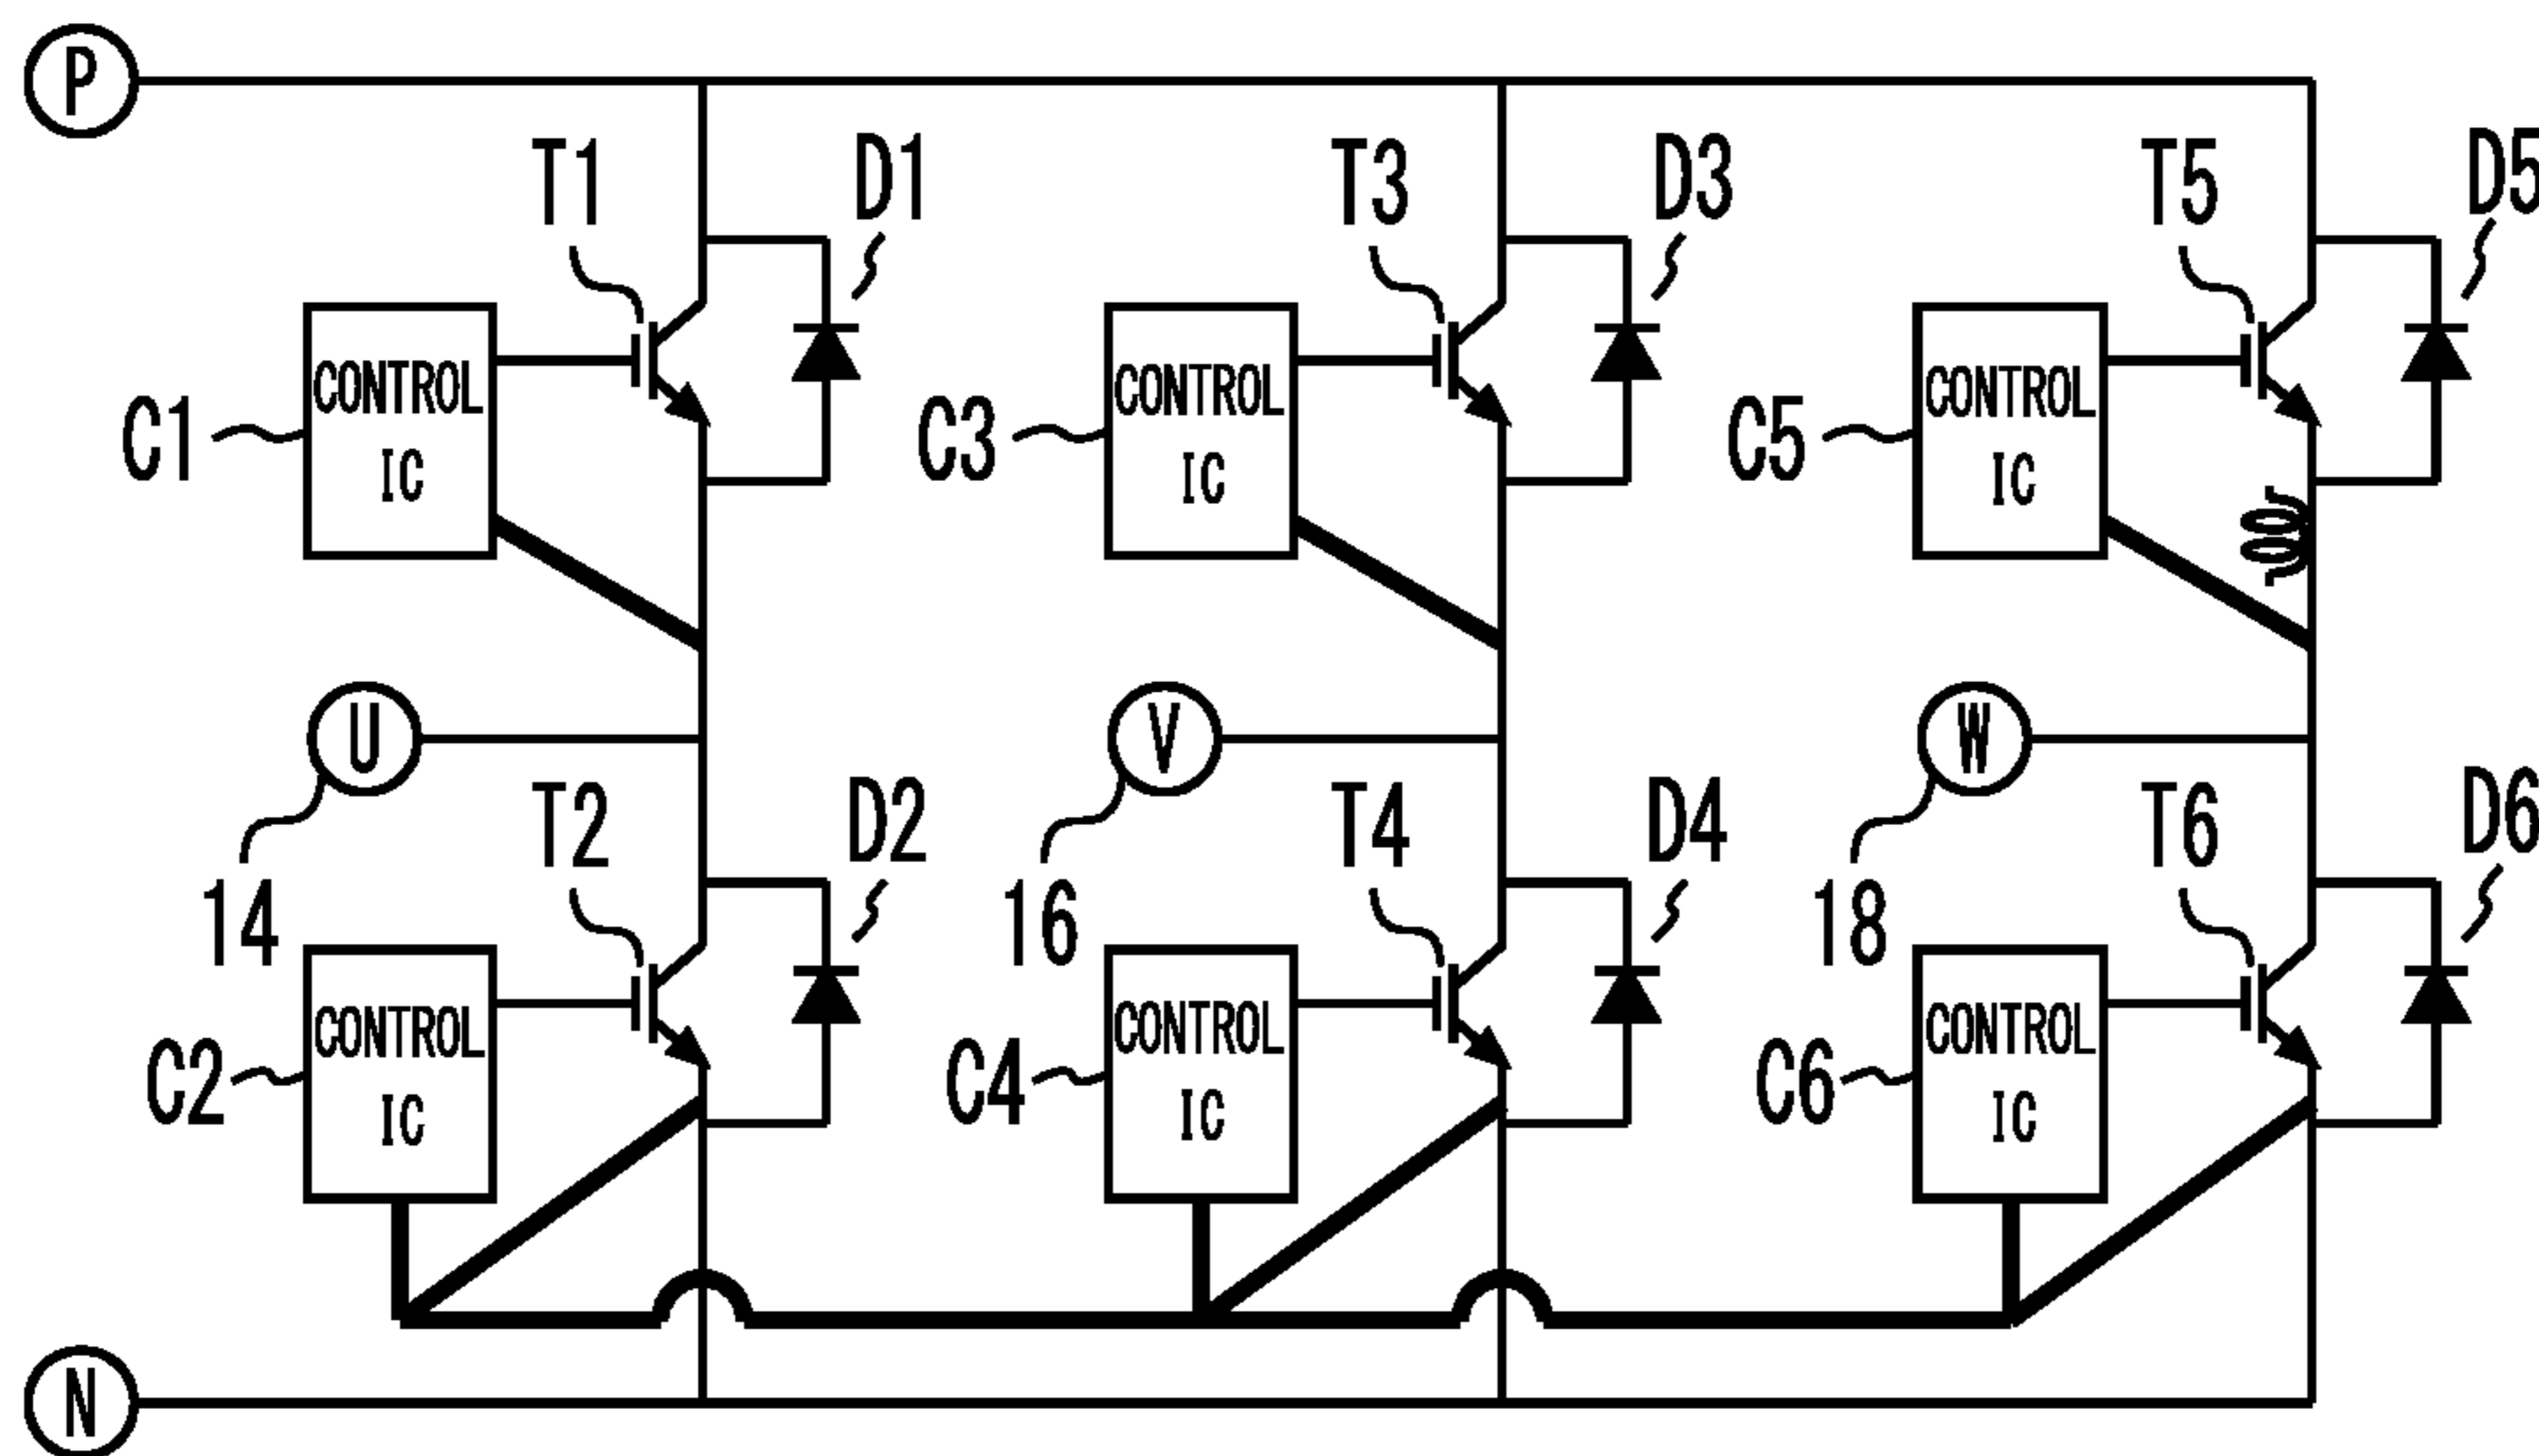 P
T1
D1
T3
D3
T5
D5
CONTROL
IC
C1
CONTROL
IC
C3
CONTROL
IC
C5
U
V
W
14
16
18
T2
D2
T4
D4
T6
D6
CONTROL
IC
C2
CONTROL
IC
C4
CONTROL
IC
C6
N